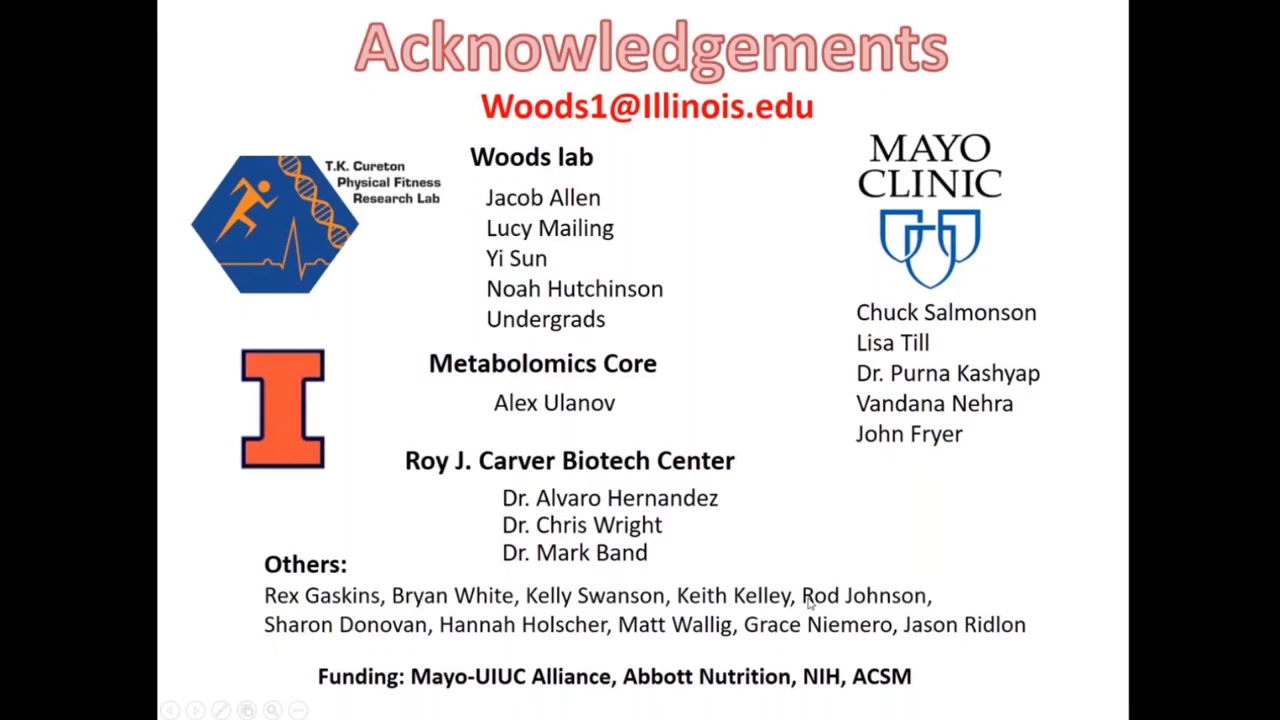 Acknowledgements
Woods1@Illinois.edu
T.K. Cureton
Physical Fitness
Research Lab
Woods lab
Jacob Allen
Lucy Mailing
Yi Sun
Noah Hutchinson
Undergrads
Metabolomics Core
Alex Ulanov
Roy J. Carver Biotech Center
Dr. Alvaro Hernandez
Dr. Chris Wright
Dr. Mark Band
MAYO
CLINIC
Chuck Salmonson
Lisa Till
Dr. Purna Kashyap
Vandana Nehra
John Fryer
Others:
Rex Gaskins, Bryan White, Kelly Swanson, Keith Kelley, Rod Johnson,
Sharon Donovan, Hannah Holscher, Matt Wallig, Grace Niemero, Jason Ridlon
Funding: Mayo-UIUC Alliance, Abbott Nutrition, NIH, ACSM